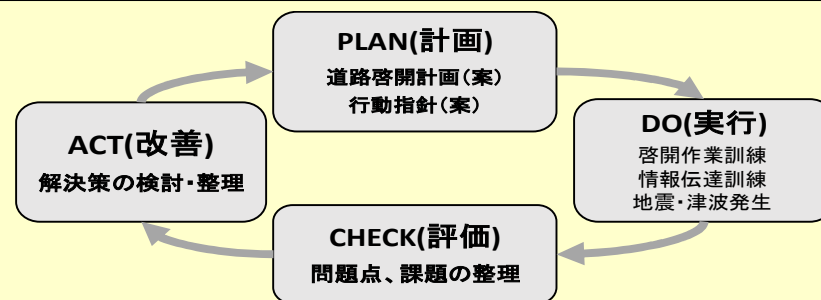 PLAN(計画)
道路啓開計画(案)
行動指針(案)
DO(実行)
啓開作業訓練
情報伝達訓練
地震・津波発生
CHECK(評価)
問題点、課題の整理
ACT(改善)
解決策の検討・整理